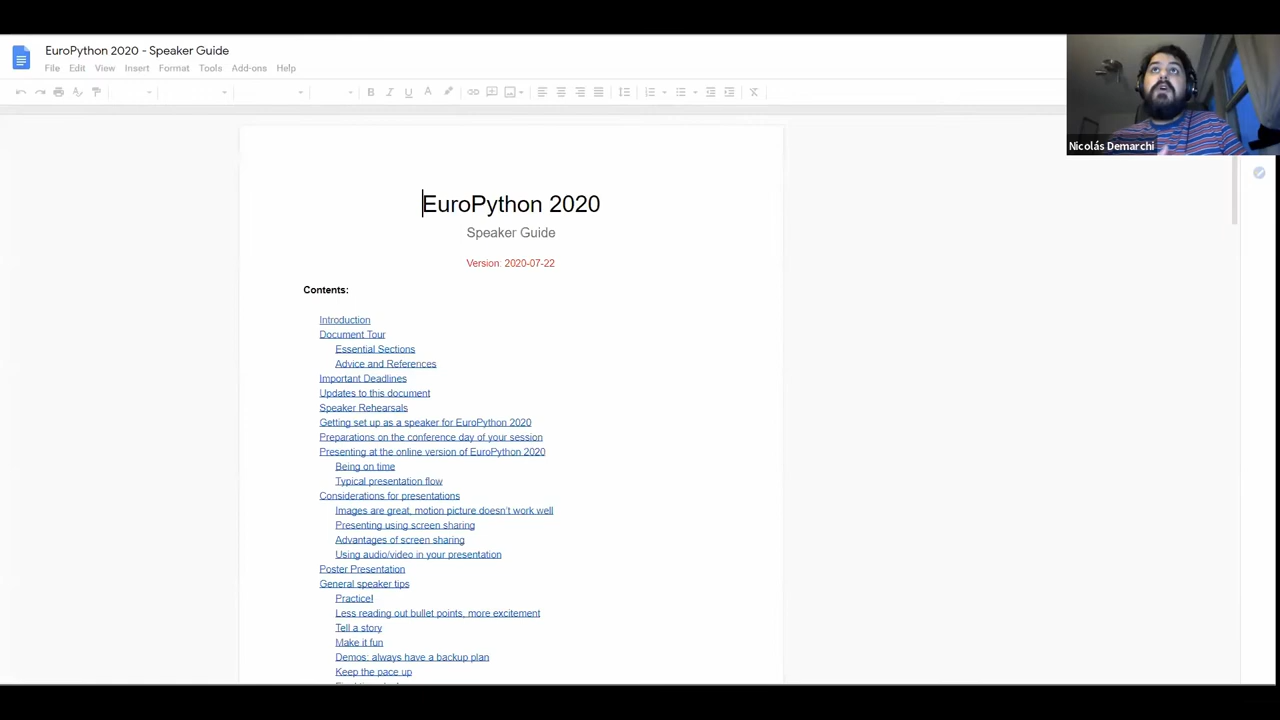 EuroPython 2020 - Speaker Guide
File Edit View Insert Format Tools Add-ons Help
Nicolás Demarchi
EuroPython 2020
Speaker Guide
Version: 2020-07-22
Contents:
Introduction
Document Tour
Essential Sections
Advice and References
Important Deadlines
Updates to this document
Speaker Rehearsals
Getting set up as a speaker for EuroPython 2020
Preparations on the conference day of your session
Presenting at the online version of EuroPython 2020
Being on time
Typical presentation flow
Considerations for presentations
Images are great, motion picture doesn't work well
Presenting using screen sharing
Advantages of screen sharing
Using audio/video in your presentation
Poster Presentation
General speaker tips
Practice!
Less reading out bullet points, more excitement
Tell a story
Make it fun
Demos: always have a backup plan
Keep the pace up